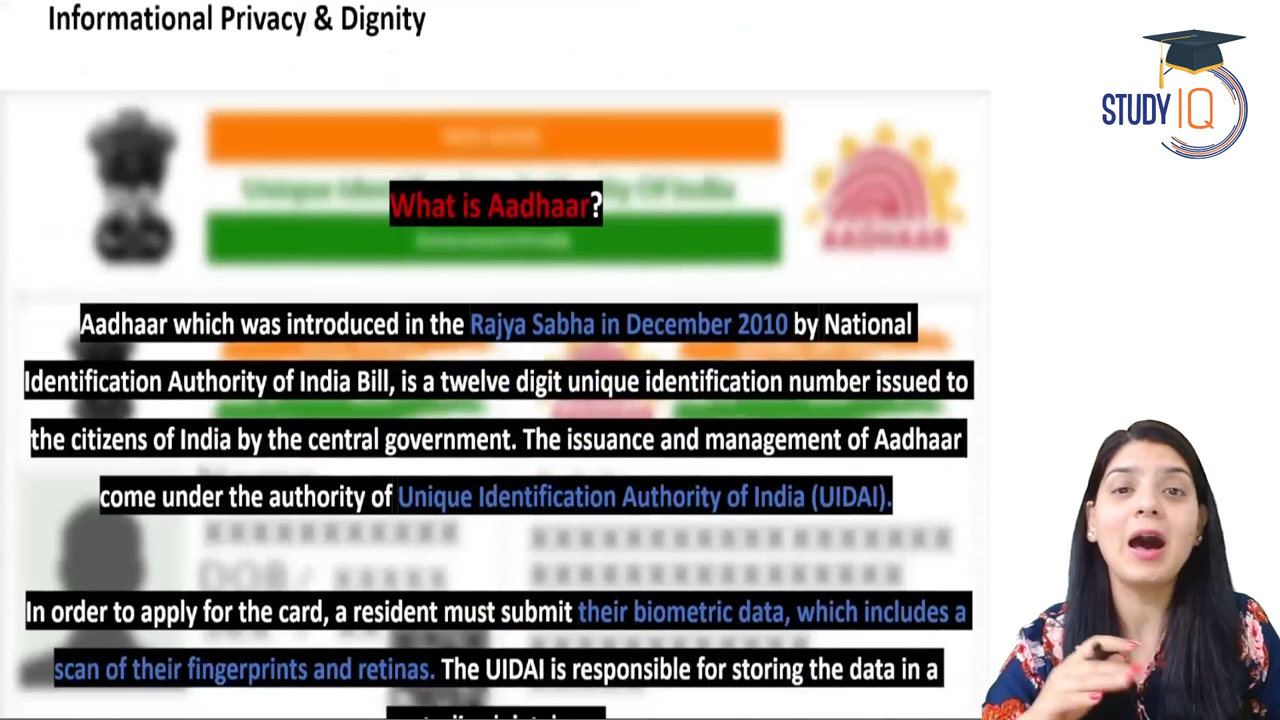 Informational Privacy & Dignity
STUDY IQ
What is Aadhaar?
Aadhaar which was introduced in the Rajya Sabha in December 2010 by National
Identification Authority of India Bill, is a twelve digit unique identification number issued to
the citizens of India by the central government. The issuance and management of Aadhaar
come under the authority of Unique Identification Authority of India (UIDAI).
In order to apply for the card, a resident must submit their biometric data, which includes a
scan of their fingerprints and retinas. The UIDAI is responsible for storing the data in a